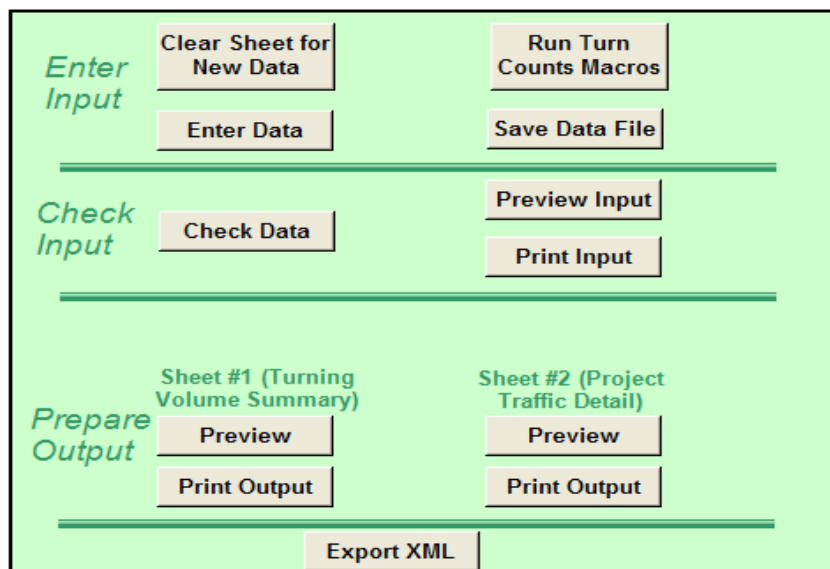 Enter
Input
Clear Sheet for
New Data
Run Turn
Counts Macros
Enter Data
Save Data File
Check
Input
Check Data
Preview Input
Print Input
Prepare
Output
Sheet #1 (Turning
Volume Summary)
Sheet #2 (Project
Traffic Detail)
Preview
Preview
Print Output
Print Output
Export XML